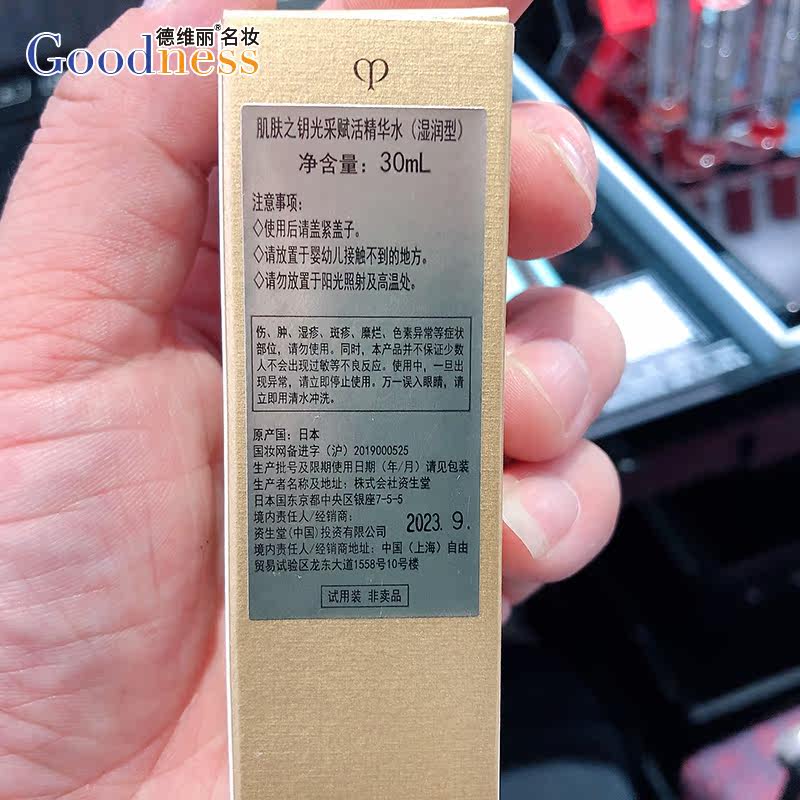 德维丽®名妆
Goodness
肌肤之钥光采赋活精华水（湿润型）
净含量：30mL
注意事项：
◇使用后请盖紧盖子。
◇请放置于婴幼儿接触不到的地方。
◇请勿放置于阳光照射及高温处。
伤、肿、湿疹、斑疹、糜烂、色素异常等症状
部位，请勿使用。同时，本产品并不保证少数
人不会出现过敏等不良反应。使用中，一旦出
现异常，请立即停止使用。万一误入眼睛，请
立即用清水冲洗。
原产国：日本
国妆网备进字（沪）2019000525
生产批号及限期使用日期（年/月）请见包装
生产者名称及地址：株式会社资生堂
日本国东京都中央区银座7-5-5
境内责任人/经销商：
资生堂(中国)投资有限公司
2023. 9.
境内责任人/经销商地址：中国（上海）自由
贸易试验区龙东大道1558号10号楼
试用装 非卖品